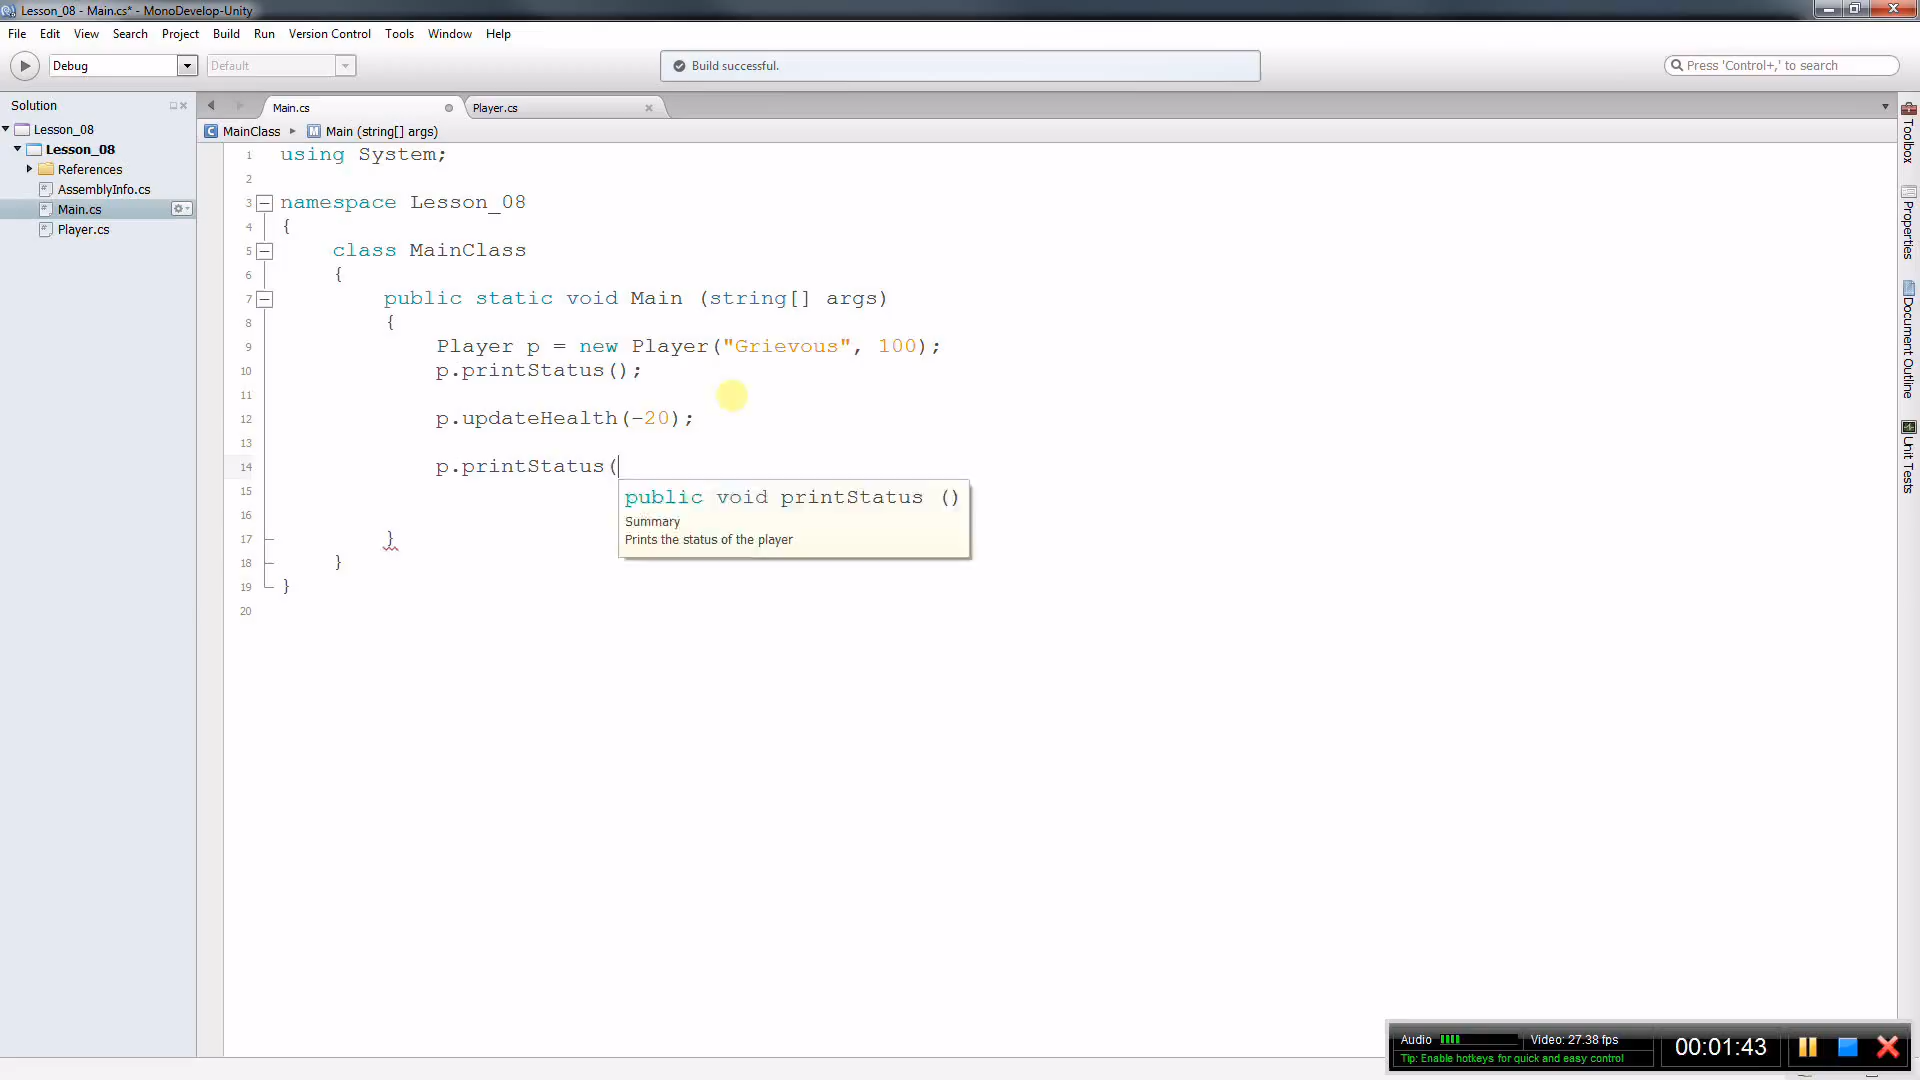 Lesson_08 - Main.cs* - MonoDevelop-Unity
File Edit View Search Project Build Run Version Control Tools Window Help
Debug Default Build successful. Press 'Control+,' to search
Solution
Lesson_08
Lesson_08
References
AssemblyInfo.cs
Main.cs
Player.cs
Main.cs Player.cs
MainClass Main (string[] args)
1 using System;
2
3 namespace Lesson_08
4 {
5 class MainClass
6 {
7 public static void Main (string[] args)
8 {
9 Player p = new Player("Grievous", 100);
10 p.printStatus();
11
12 p.updateHealth(-20);
13
14 p.printStatus(
15
16
17 }
18 }
19 }
20
public void printStatus ()
Summary
Prints the status of the player
Toolbox
Properties
Document Outline
Unit Tests
Audio Video: 27.38 fps
Tip: Enable hotkeys for quick and easy control
00:01:43